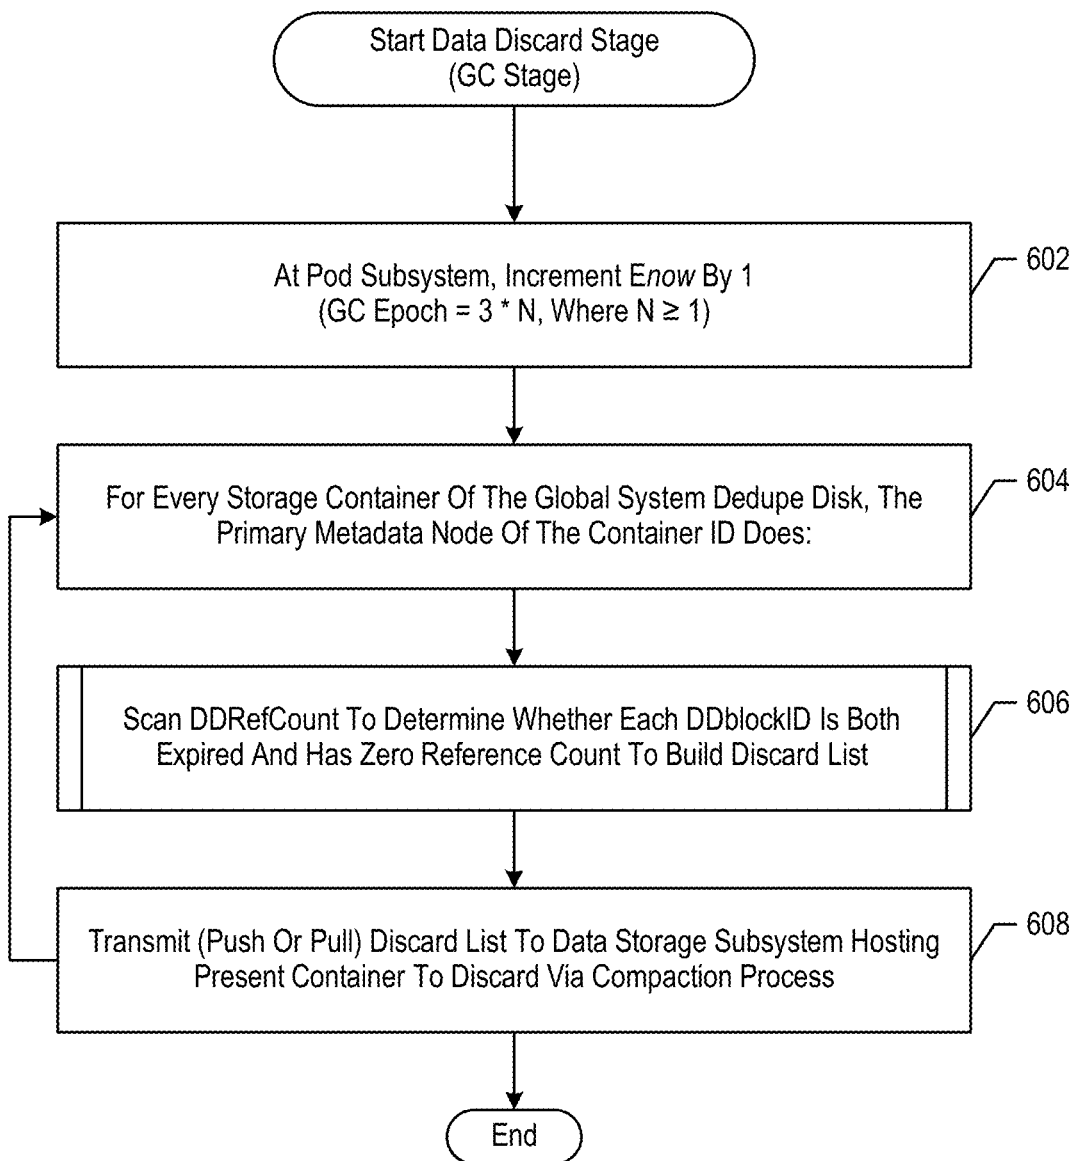 Start Data Discard Stage
(GC Stage)
At Pod Subsystem, Increment Enow By 1
(GC Epoch = 3 * N, Where N ≥ 1)
602
For Every Storage Container Of The Global System Dedupe Disk, The
Primary Metadata Node Of The Container ID Does:
604
Scan DDRefCount To Determine Whether Each DDblockID Is Both
Expired And Has Zero Reference Count To Build Discard List
606
Transmit (Push Or Pull) Discard List To Data Storage Subsystem Hosting
Present Container To Discard Via Compaction Process
608
End